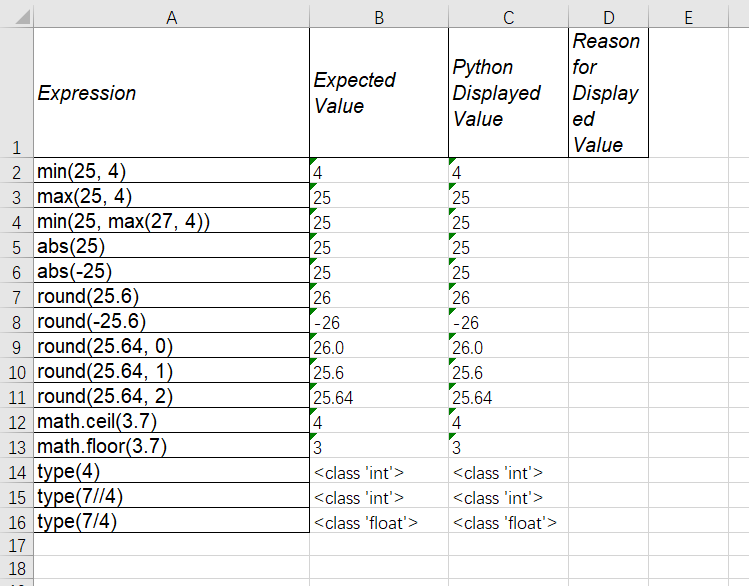 A B C D E
1 Expression Expected Value Python Displayed Value Reason for Displayed Value
2 min(25, 4) 4 4
3 max(25, 4) 25 25
4 min(25, max(27, 4)) 25 25
5 abs(25) 25 25
6 abs(-25) 25 25
7 round(25.6) 26 26
8 round(-25.6) -26 -26
9 round(25.64, 0) 26.0 26.0
10 round(25.64, 1) 25.6 25.6
11 round(25.64, 2) 25.64 25.64
12 math.ceil(3.7) 4 4
13 math.floor(3.7) 3 3
14 type(4) <class 'int'> <class 'int'>
15 type(7//4) <class 'int'> <class 'int'>
16 type(7/4) <class 'float'> <class 'float'>
17
18